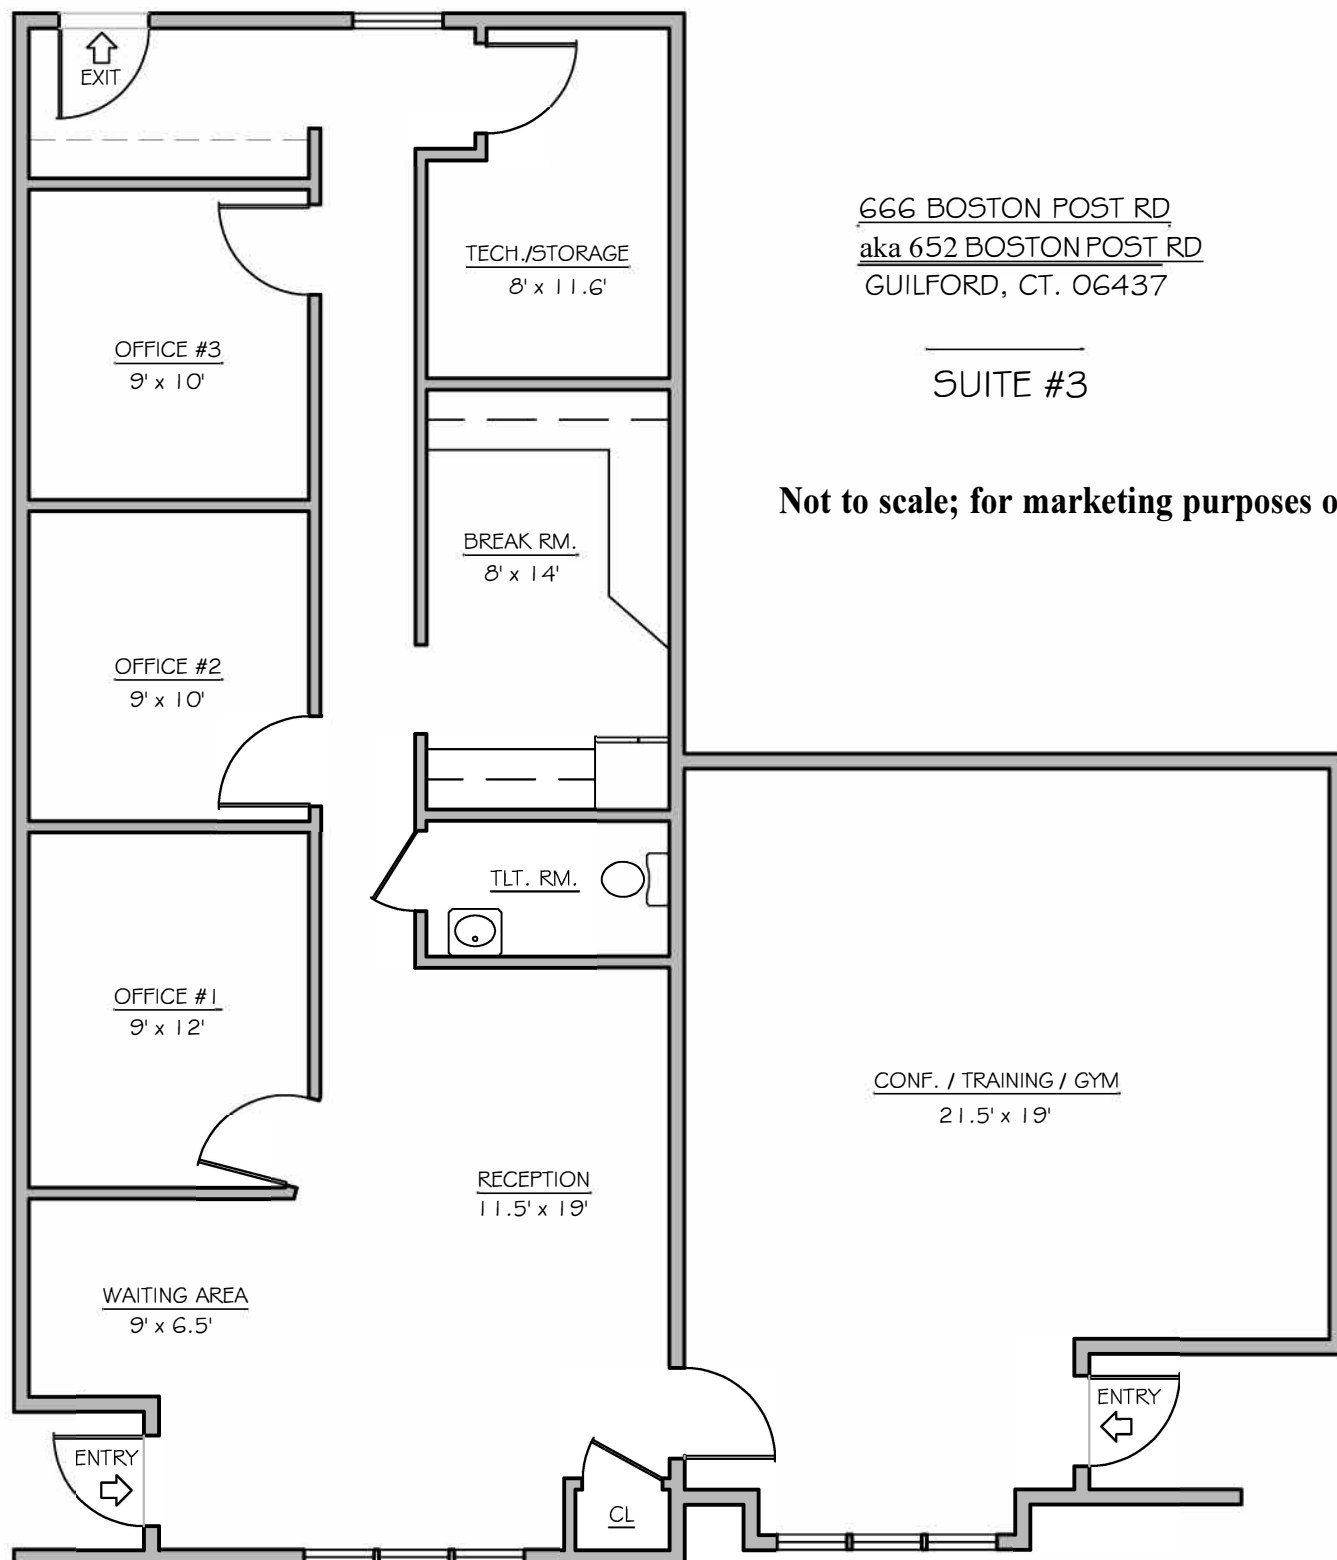 EXIT
666 BOSTON POST RD
aka 652 BOSTON POST RD
GUILFORD, CT. 06437
SUITE #3
Not to scale; for marketing purposes o
TECH./STORAGE
8' x 11.6'
OFFICE #3
9' x 10'
BREAK RM.
8' x 14'
OFFICE #2
9' x 10'
TLT. RM.
OFFICE #1
9' x 12'
CONF. / TRAINING / GYM
21.5' x 19'
RECEPTION
11.5' x 19'
WAITING AREA
9' x 6.5'
ENTRY
ENTRY
CL